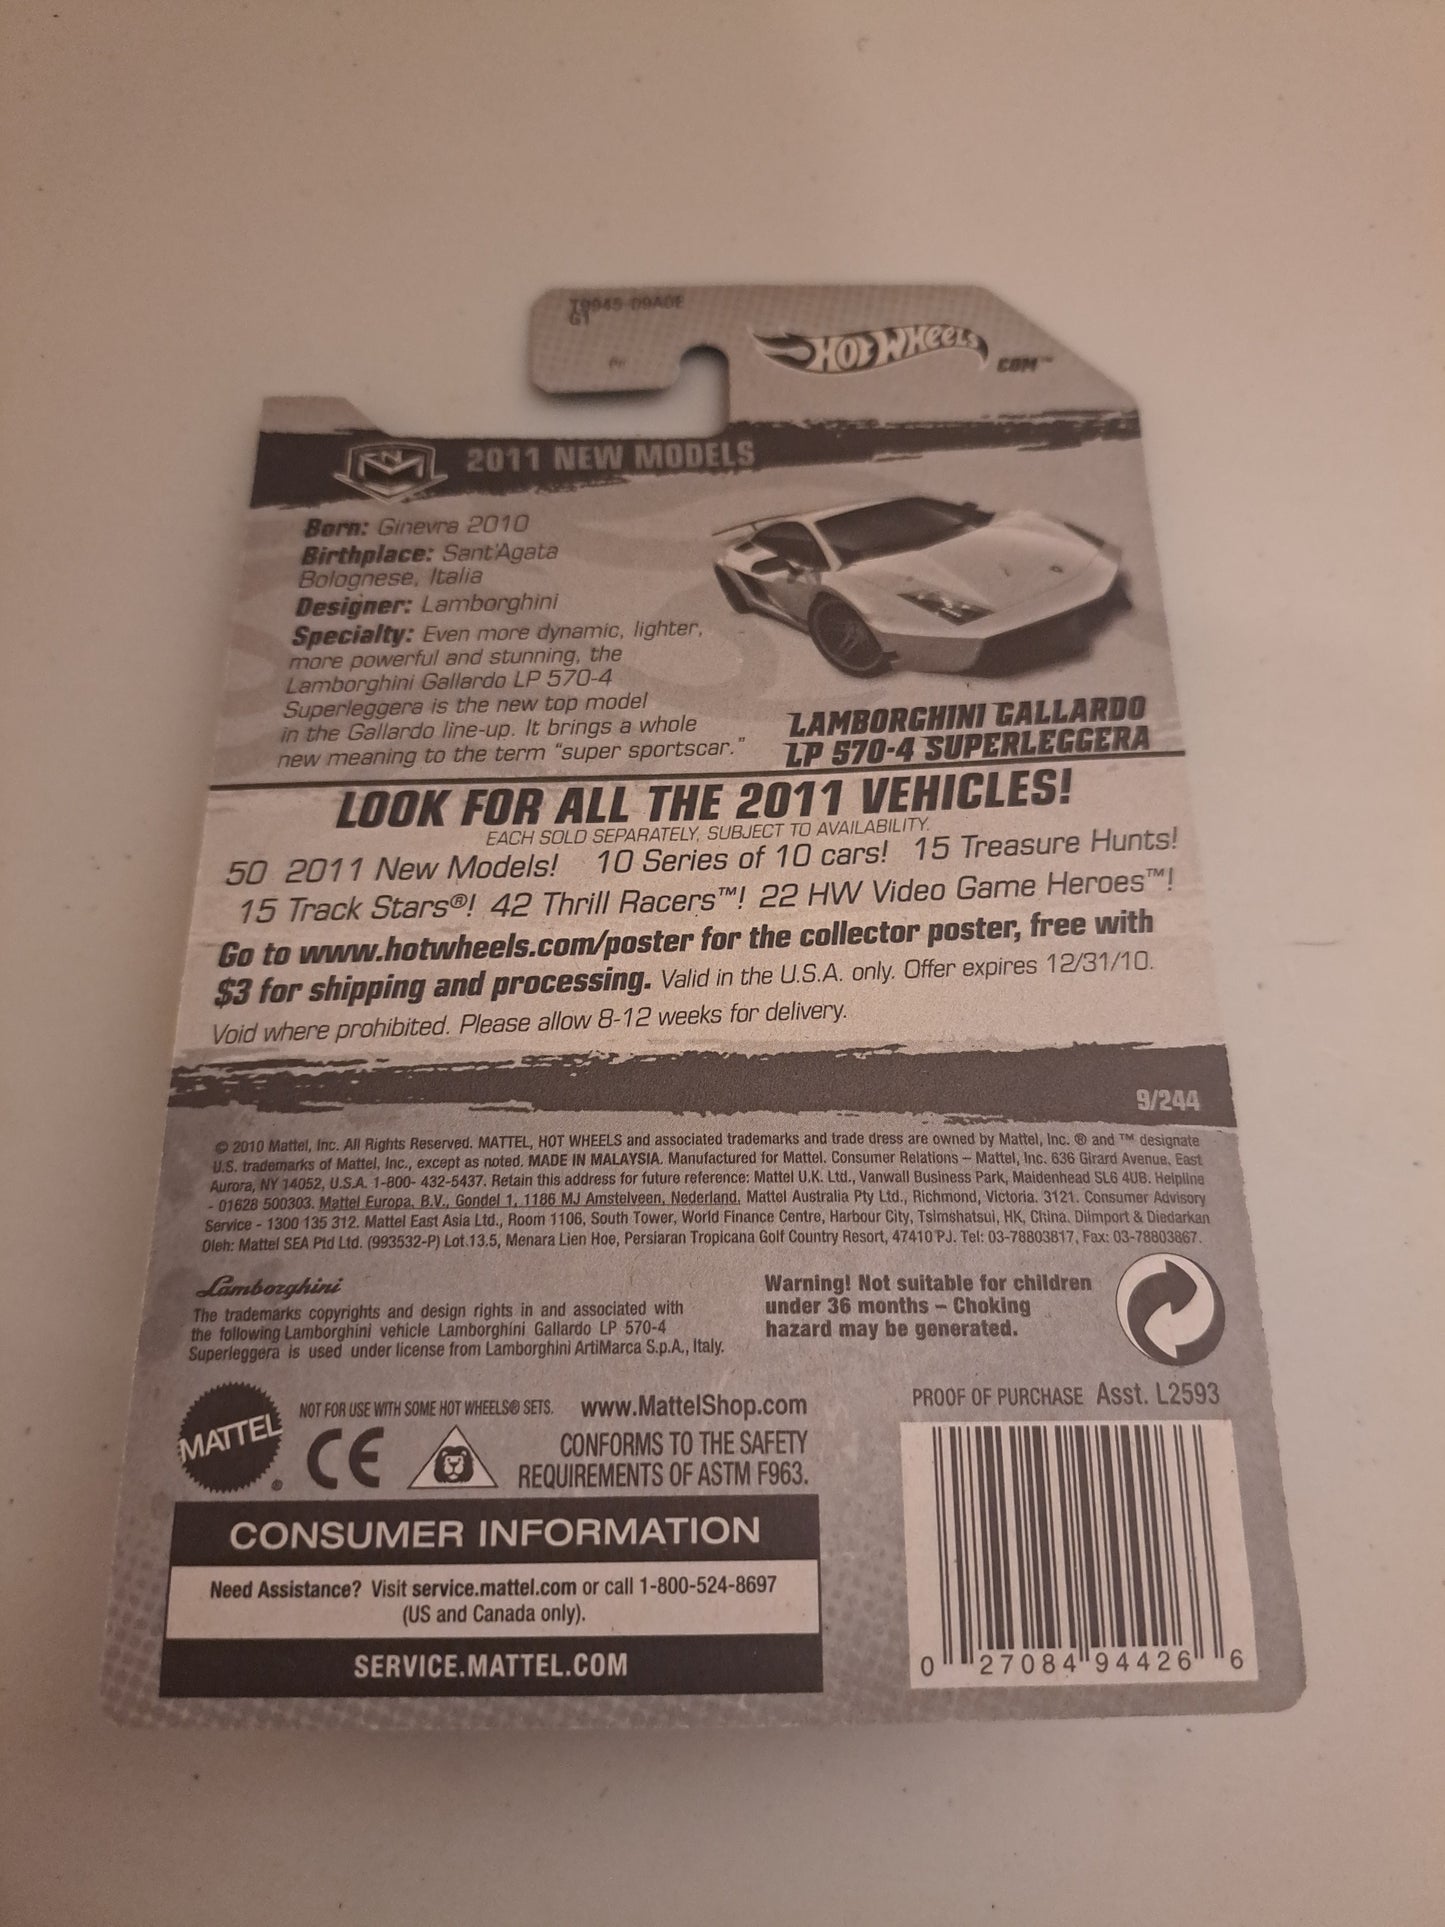 T9945-09A0E
G1
HOT WHEELS
.COM™
NM
2011 NEW MODELS
Born: Ginevra 2010
Birthplace: Sant'Agata
Bolognese, Italia
Designer: Lamborghini
Specialty: Even more dynamic, lighter,
more powerful and stunning, the
Lamborghini Gallardo LP 570-4
Superleggera is the new top model
in the Gallardo line-up. It brings a whole
new meaning to the term “super sportscar.”
LAMBORGHINI GALLARDO
LP 570-4 SUPERLEGGERA
LOOK FOR ALL THE 2011 VEHICLES!
EACH SOLD SEPARATELY, SUBJECT TO AVAILABILITY.
50 2011 New Models! 10 Series of 10 cars! 15 Treasure Hunts!
15 Track Stars®! 42 Thrill Racers™! 22 HW Video Game Heroes™!
Go to www.hotwheels.com/poster for the collector poster, free with
$3 for shipping and processing. Valid in the U.S.A. only. Offer expires 12/31/10.
Void where prohibited. Please allow 8-12 weeks for delivery.
9/244
© 2010 Mattel, Inc. All Rights Reserved. MATTEL, HOT WHEELS and associated trademarks and trade dress are owned by Mattel, Inc. ® and ™ designate
U.S. trademarks of Mattel, Inc., except as noted. MADE IN MALAYSIA. Manufactured for Mattel. Consumer Relations – Mattel, Inc. 636 Girard Avenue, East
Aurora, NY 14052, U.S.A. 1-800- 432-5437. Retain this address for future reference: Mattel U.K. Ltd., Vanwall Business Park, Maidenhead SL6 4UB. Helpline
- 01628 500303. Mattel Europa, B.V., Gondel 1, 1186 MJ Amstelveen, Nederland. Mattel Australia Pty Ltd., Richmond, Victoria. 3121. Consumer Advisory
Service - 1300 135 312. Mattel East Asia Ltd., Room 1106, South Tower, World Finance Centre, Harbour City, Tsimshatsui, HK, China. Diimport & Diedarkan
Oleh: Mattel SEA Ptd Ltd. (993532-P) Lot 13.5, Menara Lien Hoe, Persiaran Tropicana Golf Country Resort, 47410 PJ. Tel: 03-78803817, Fax: 03-78803867.
Lamborghini
The trademarks copyrights and design rights in and associated with
the following Lamborghini vehicle Lamborghini Gallardo LP 570-4
Superleggera is used under license from Lamborghini ArtiMarca S.p.A., Italy.
Warning! Not suitable for children
under 36 months – Choking
hazard may be generated.
MATTEL®
NOT FOR USE WITH SOME HOT WHEELS® SETS. www.MattelShop.com
CE
CONFORMS TO THE SAFETY
REQUIREMENTS OF ASTM F963.
PROOF OF PURCHASE Asst. L2593
CONSUMER INFORMATION
Need Assistance? Visit service.mattel.com or call 1-800-524-8697
(US and Canada only).
SERVICE.MATTEL.COM
0 27084 94426 6